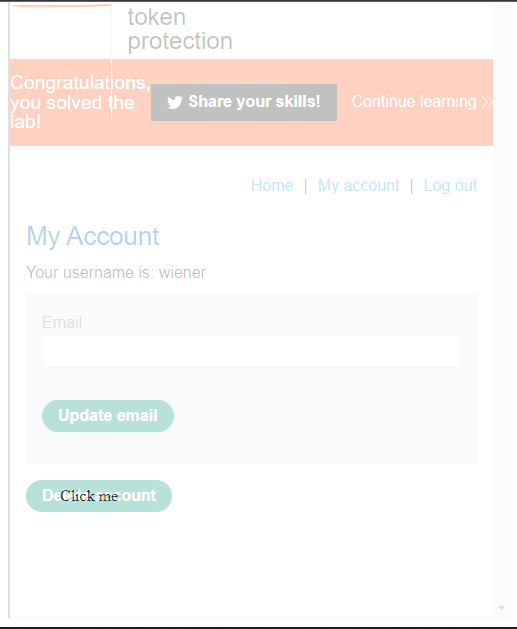 token
protection
Congratulations,
you solved the
lab!
Share your skills!
Continue learning
Home | My account | Log out
My Account
Your username is: wiener
Email
Update email
Delete account
Click me